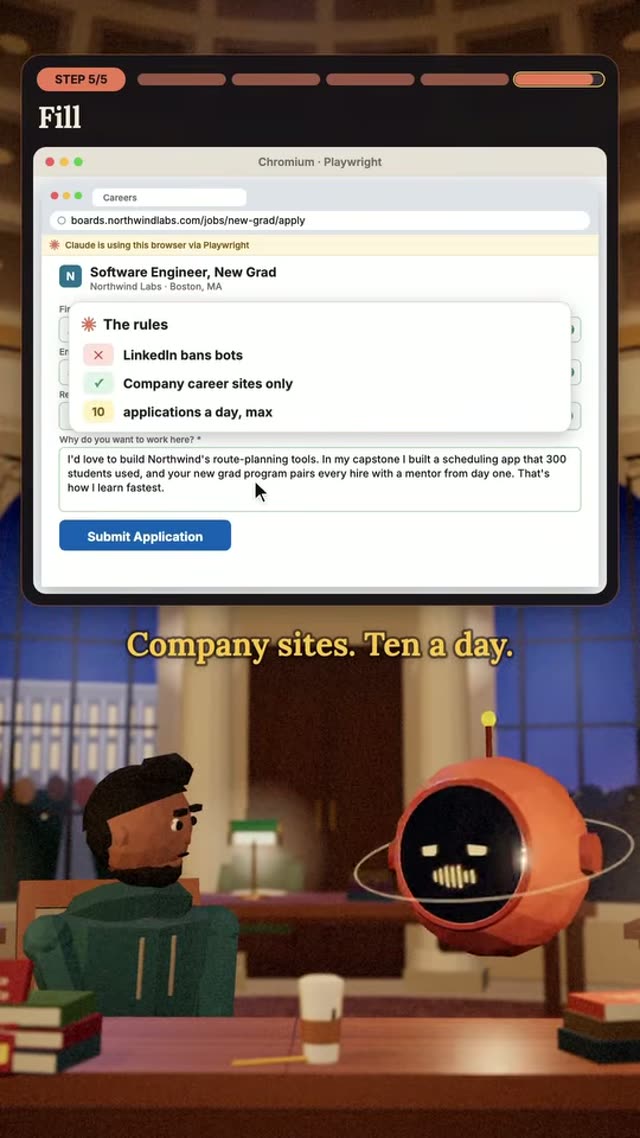 STEP 5/5
Fill
Chromium · Playwright
Careers
boards.northwindlabs.com/jobs/new-grad/apply
Claude is using this browser via Playwright
N
Software Engineer, New Grad
Northwind Labs · Boston, MA
The rules
LinkedIn bans bots
Company career sites only
10 applications a day, max
Why do you want to work here? *
I'd love to build Northwind's route-planning tools. In my capstone I built a scheduling app that 300
students used, and your new grad program pairs every hire with a mentor from day one. That's
how I learn fastest.
Submit Application
Company sites. Ten a day.